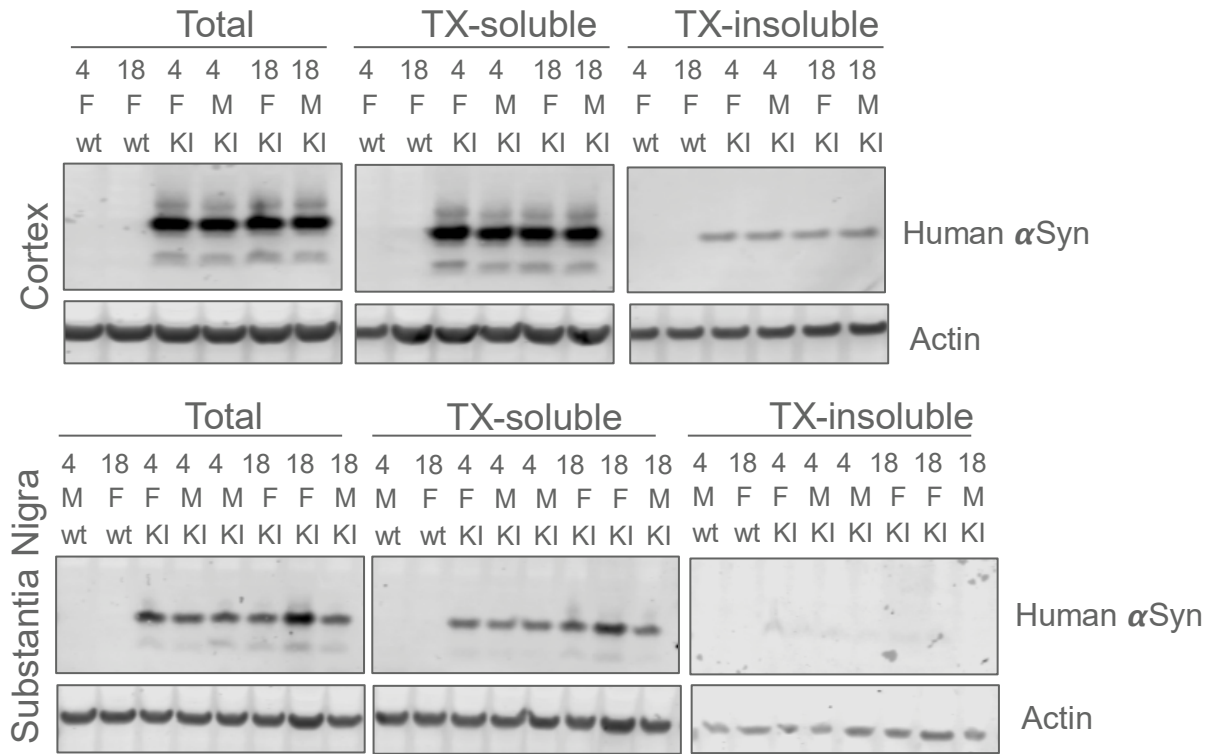 Total TX-soluble TX-insoluble
4 18 4 4 18 18 4 18 4 4 18 18 4 18 4 4 18 18
F F F M F M F F F M F M F F F M F M
wt wt KI KI KI KI wt wt KI KI KI KI wt wt KI KI KI KI
Cortex
Human αSyn
Actin
Total TX-soluble TX-insoluble
4 18 4 4 4 18 18 18 4 18 4 4 4 18 18 18 4 18 4 4 4 18 18 18
M F F M M F F M M F F M M F F M M F F M M F F M
wt wt KI KI KI KI KI KI wt wt KI KI KI KI KI KI wt wt KI KI KI KI KI KI
Substantia Nigra
Human αSyn
Actin